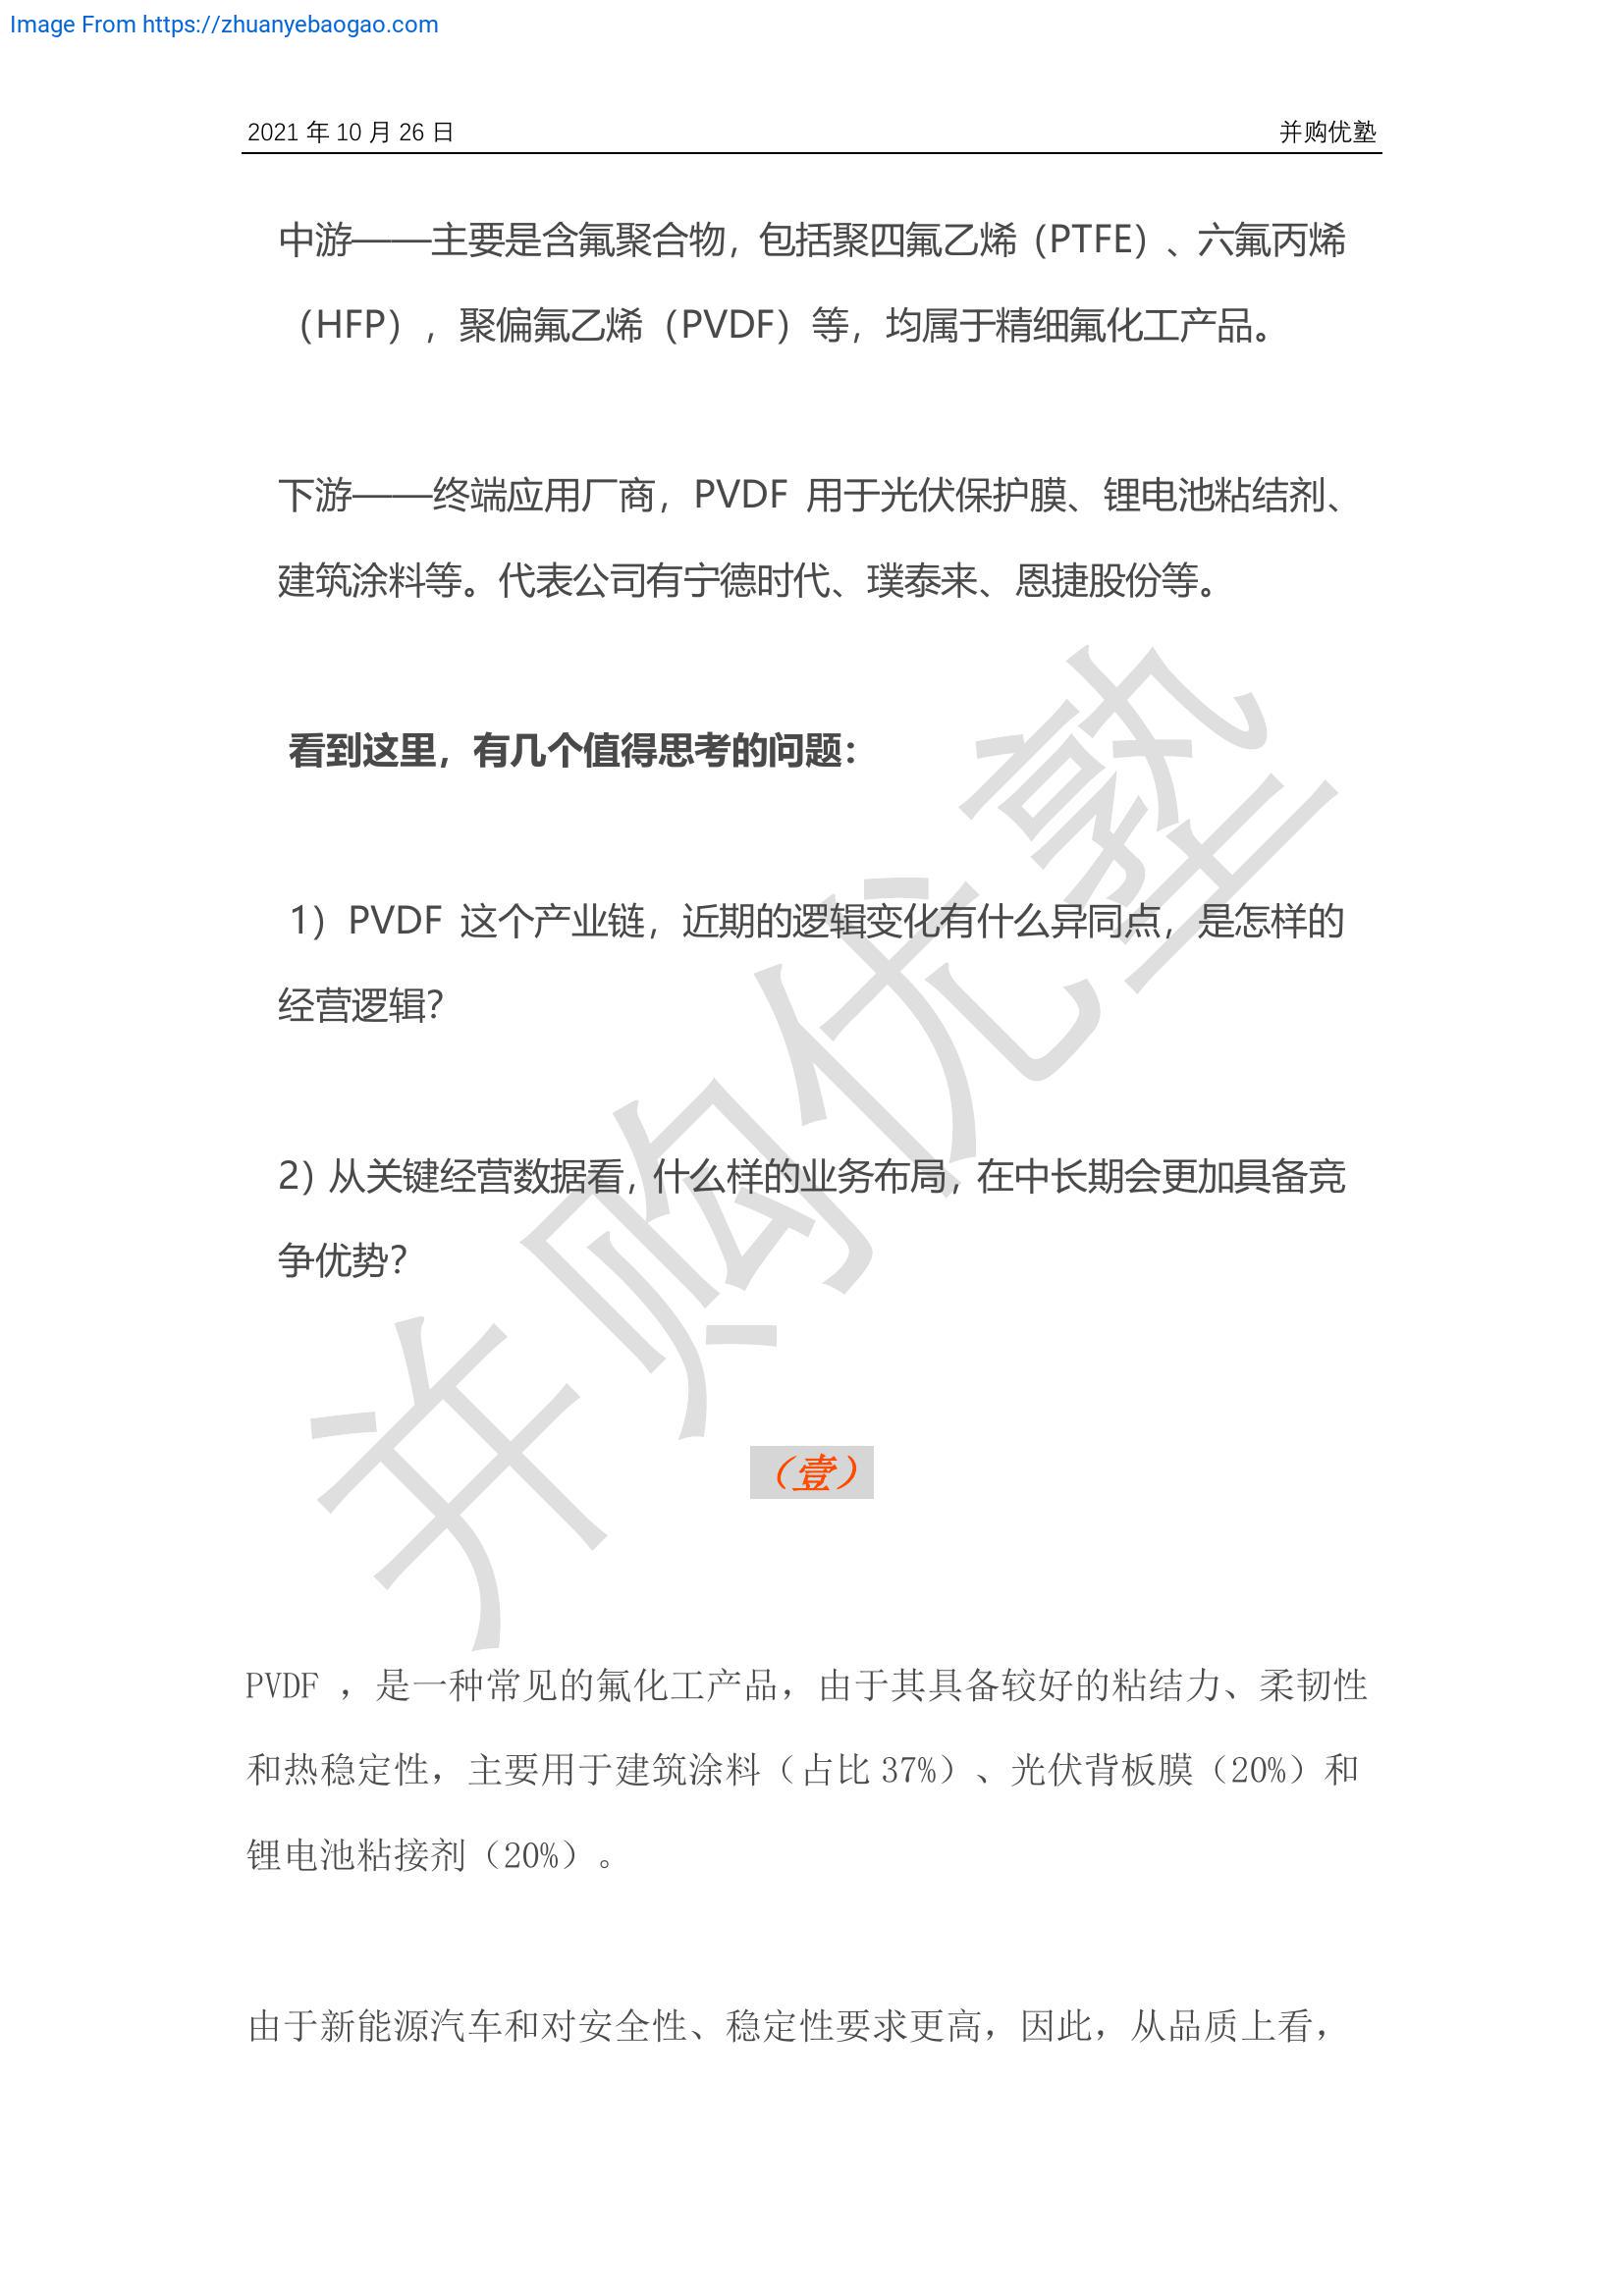 Image From https://zhuanyebaogao.com
2021 年 10 月 26 日 并购优塾
中游——主要是含氟聚合物，包括聚四氟乙烯（PTFE）、六氟丙烯
（HFP），聚偏氟乙烯（PVDF）等，均属于精细氟化工产品。
下游——终端应用厂商，PVDF 用于光伏保护膜、锂电池粘结剂、
建筑涂料等。代表公司有宁德时代、璞泰来、恩捷股份等。
看到这里，有几个值得思考的问题：
1）PVDF 这个产业链，近期的逻辑变化有什么异同点，是怎样的
经营逻辑？
2）从关键经营数据看，什么样的业务布局，在中长期会更加具备竞
争优势？
并购优塾
（壹）
PVDF ，是一种常见的氟化工产品，由于其具备较好的粘结力、柔韧性
和热稳定性，主要用于建筑涂料（占比 37%）、光伏背板膜（20%）和
锂电池粘接剂（20%）。
由于新能源汽车和对安全性、稳定性要求更高，因此，从品质上看，